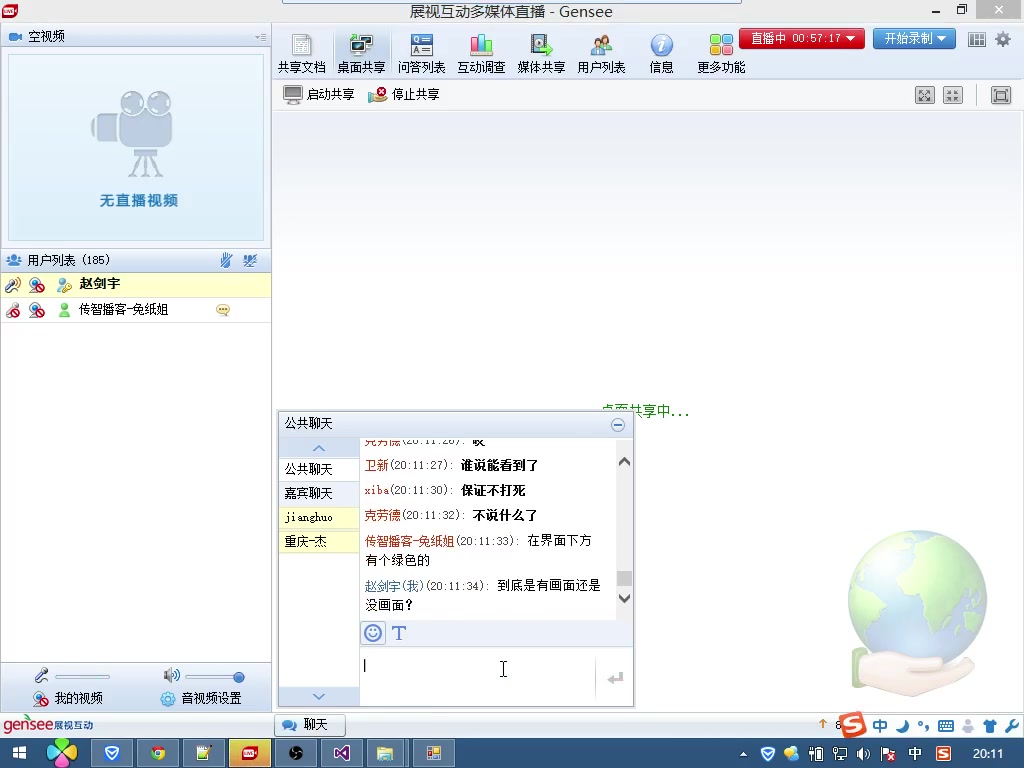 展视互动多媒体直播 - Gensee
空视频
共享文档 桌面共享 问答列表 互动调查 媒体共享 用户列表 信息 更多功能
直播中 00:57:17
开始录制
启动共享 停止共享
无直播视频
用户列表 (185)
赵剑宇
传智播客-兔纸姐
桌面共享中...
公共聊天
公共聊天
嘉宾聊天
jianghuo
重庆-杰
克劳德(20:11:26): 哎
卫新(20:11:27): 谁说能看到了
xiba(20:11:30): 保证不打死
克劳德(20:11:32): 不说什么了
传智播客-兔纸姐(20:11:33): 在界面下方
有个绿色的
赵剑宇(我)(20:11:34): 到底是有画面还是
没画面?
我的视频 音视频设置
gensee展视互动
聊天
中
中
20:11